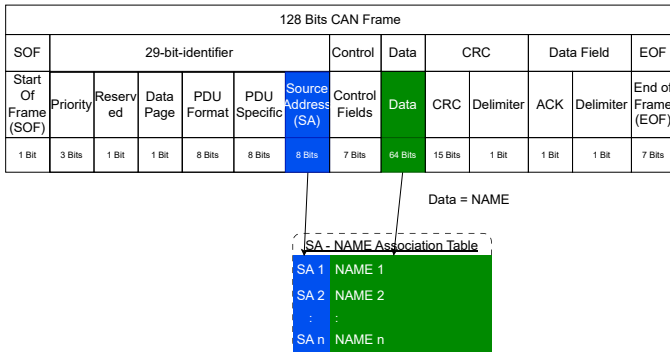 128 Bits CAN Frame
SOF 29-bit-identifier Control Data CRC Data Field EOF
Start Of Frame (SOF)
Priority
Reserv ed
Data Page
PDU Format
PDU Specific
Source Address (SA)
Control Fields
Data
CRC
Delimiter
ACK
Delimiter
End of Frame (EOF)
1 Bit 3 Bits 1 Bit 1 Bit 8 Bits 8 Bits 8 Bits 7 Bits 64 Bits 15 Bits 1 Bit 1 Bit 1 Bit 7 Bits
Data = NAME
SA - NAME Association Table
SA 1 NAME 1
SA 2 NAME 2
: :
SA n NAME n